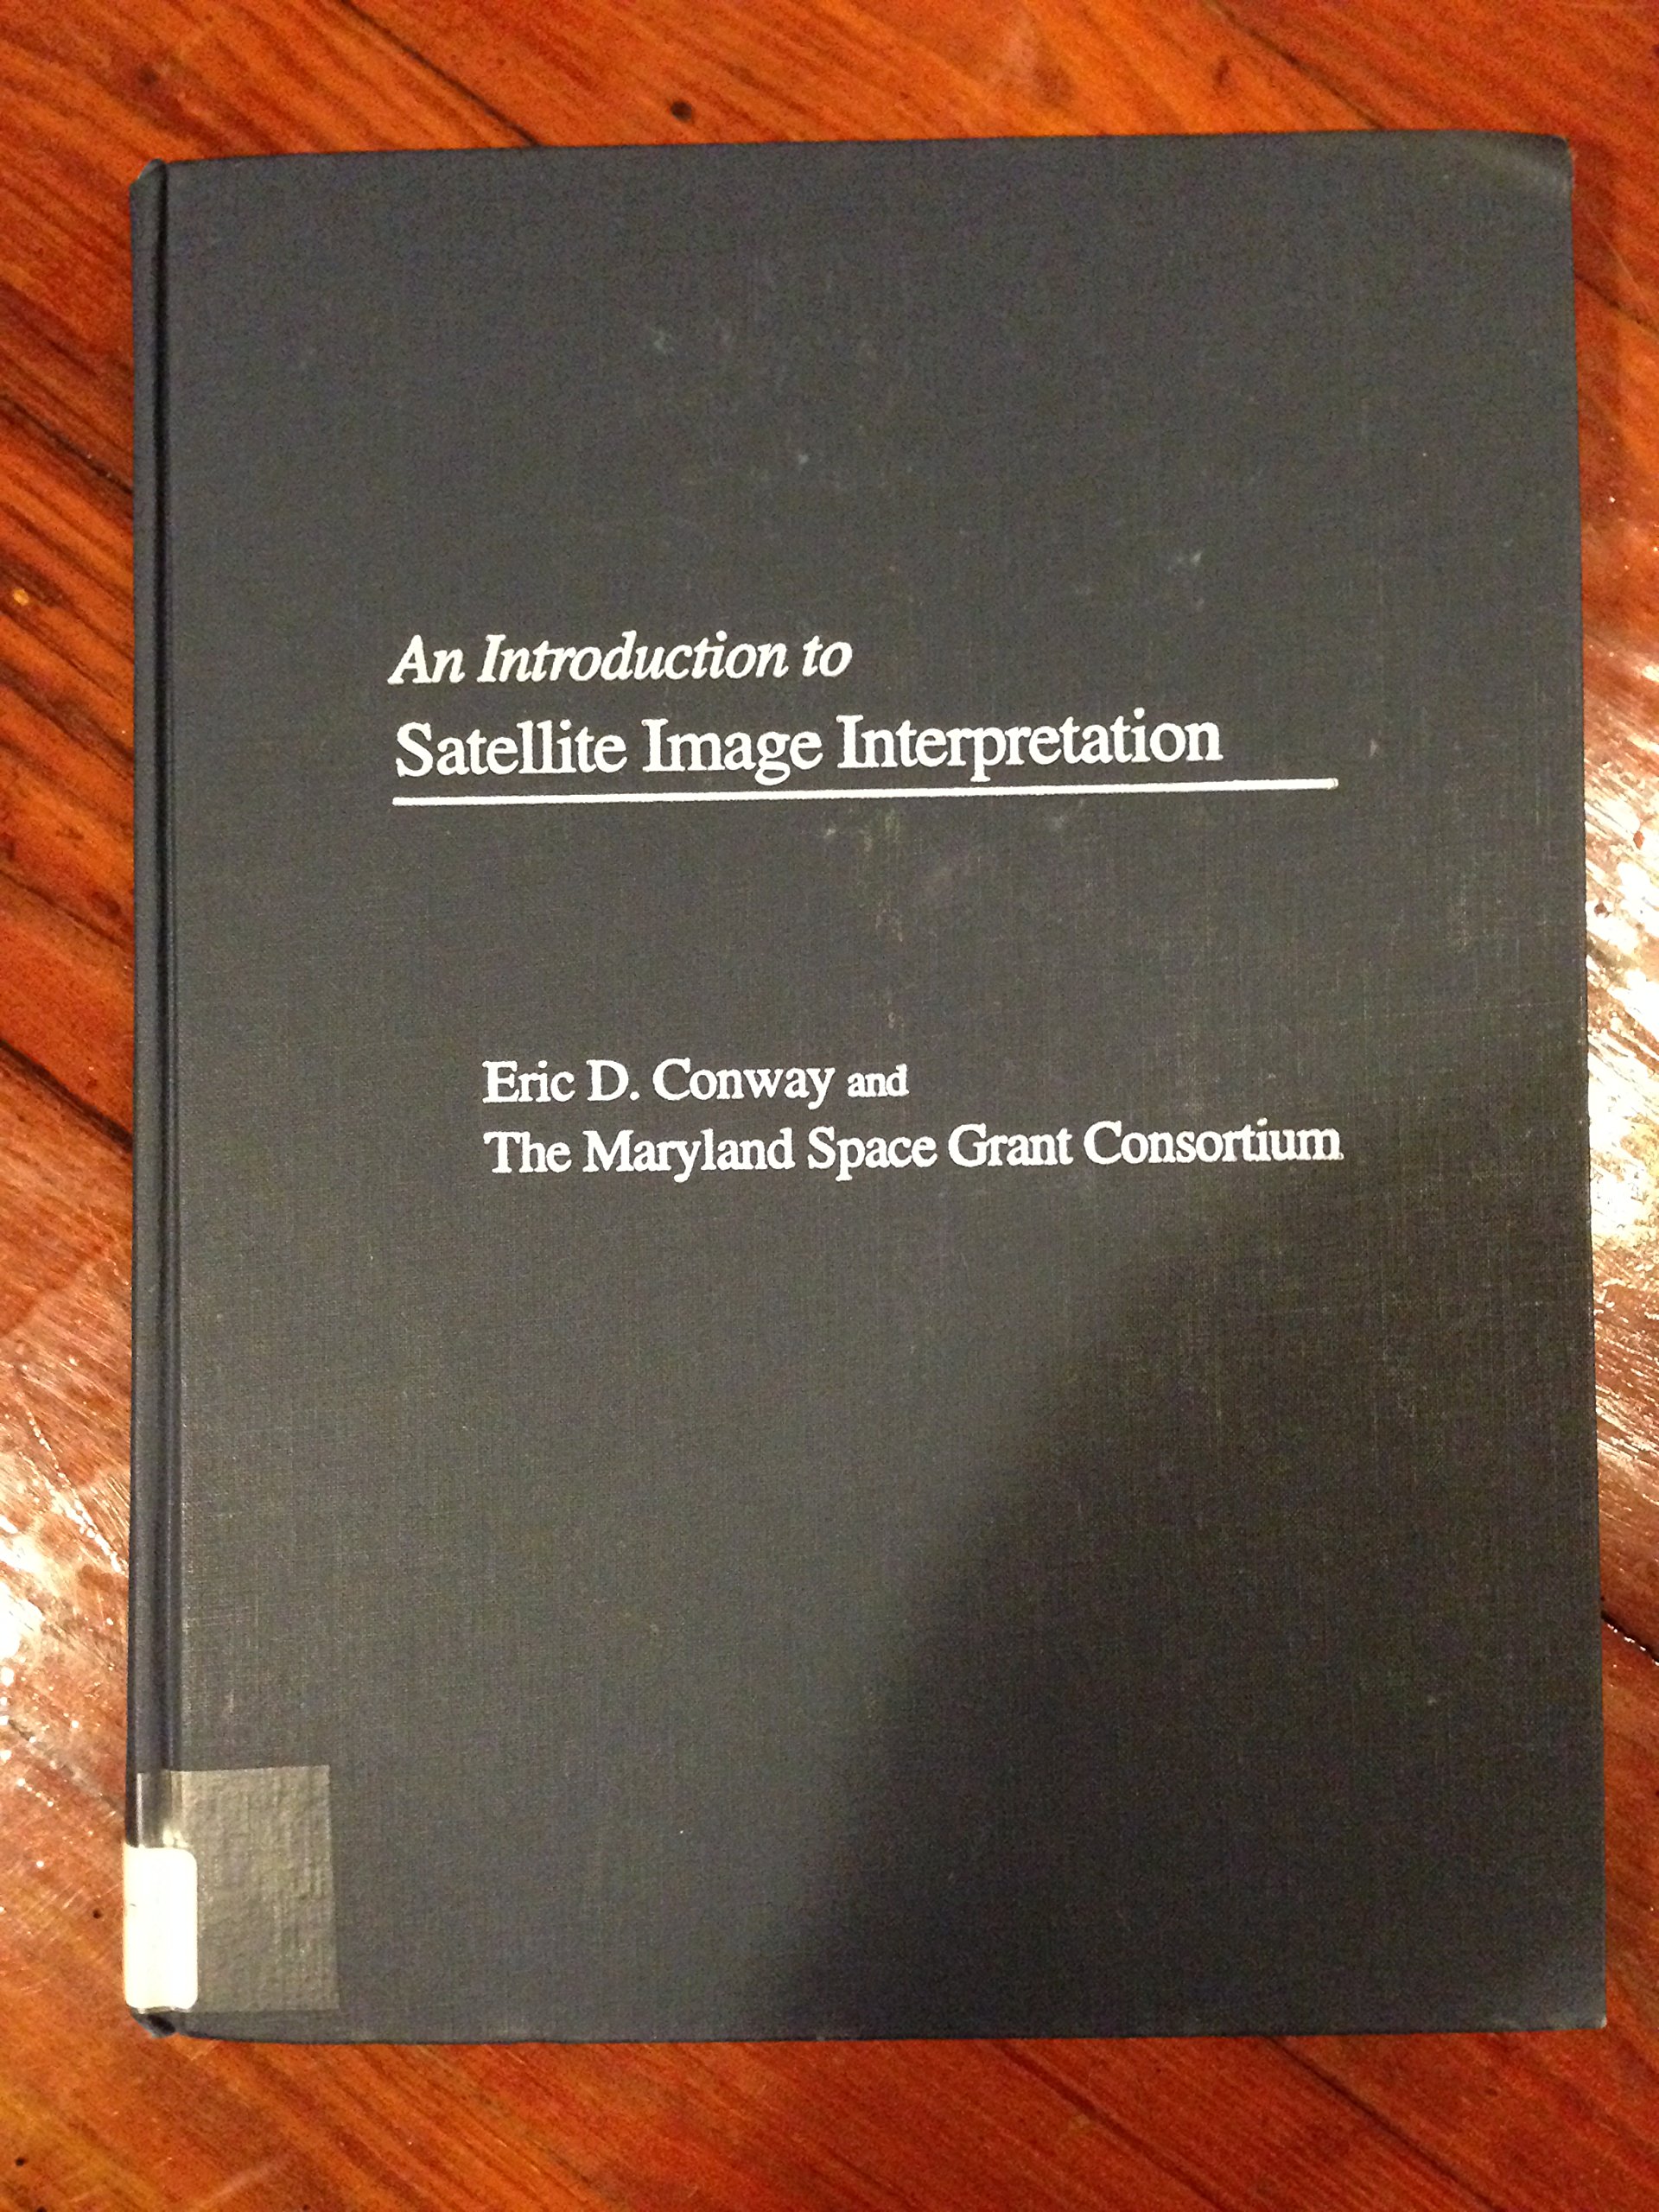 An Introduction to
Satellite Image Interpretation
Eric D. Conway and
The Maryland Space Grant Consortium